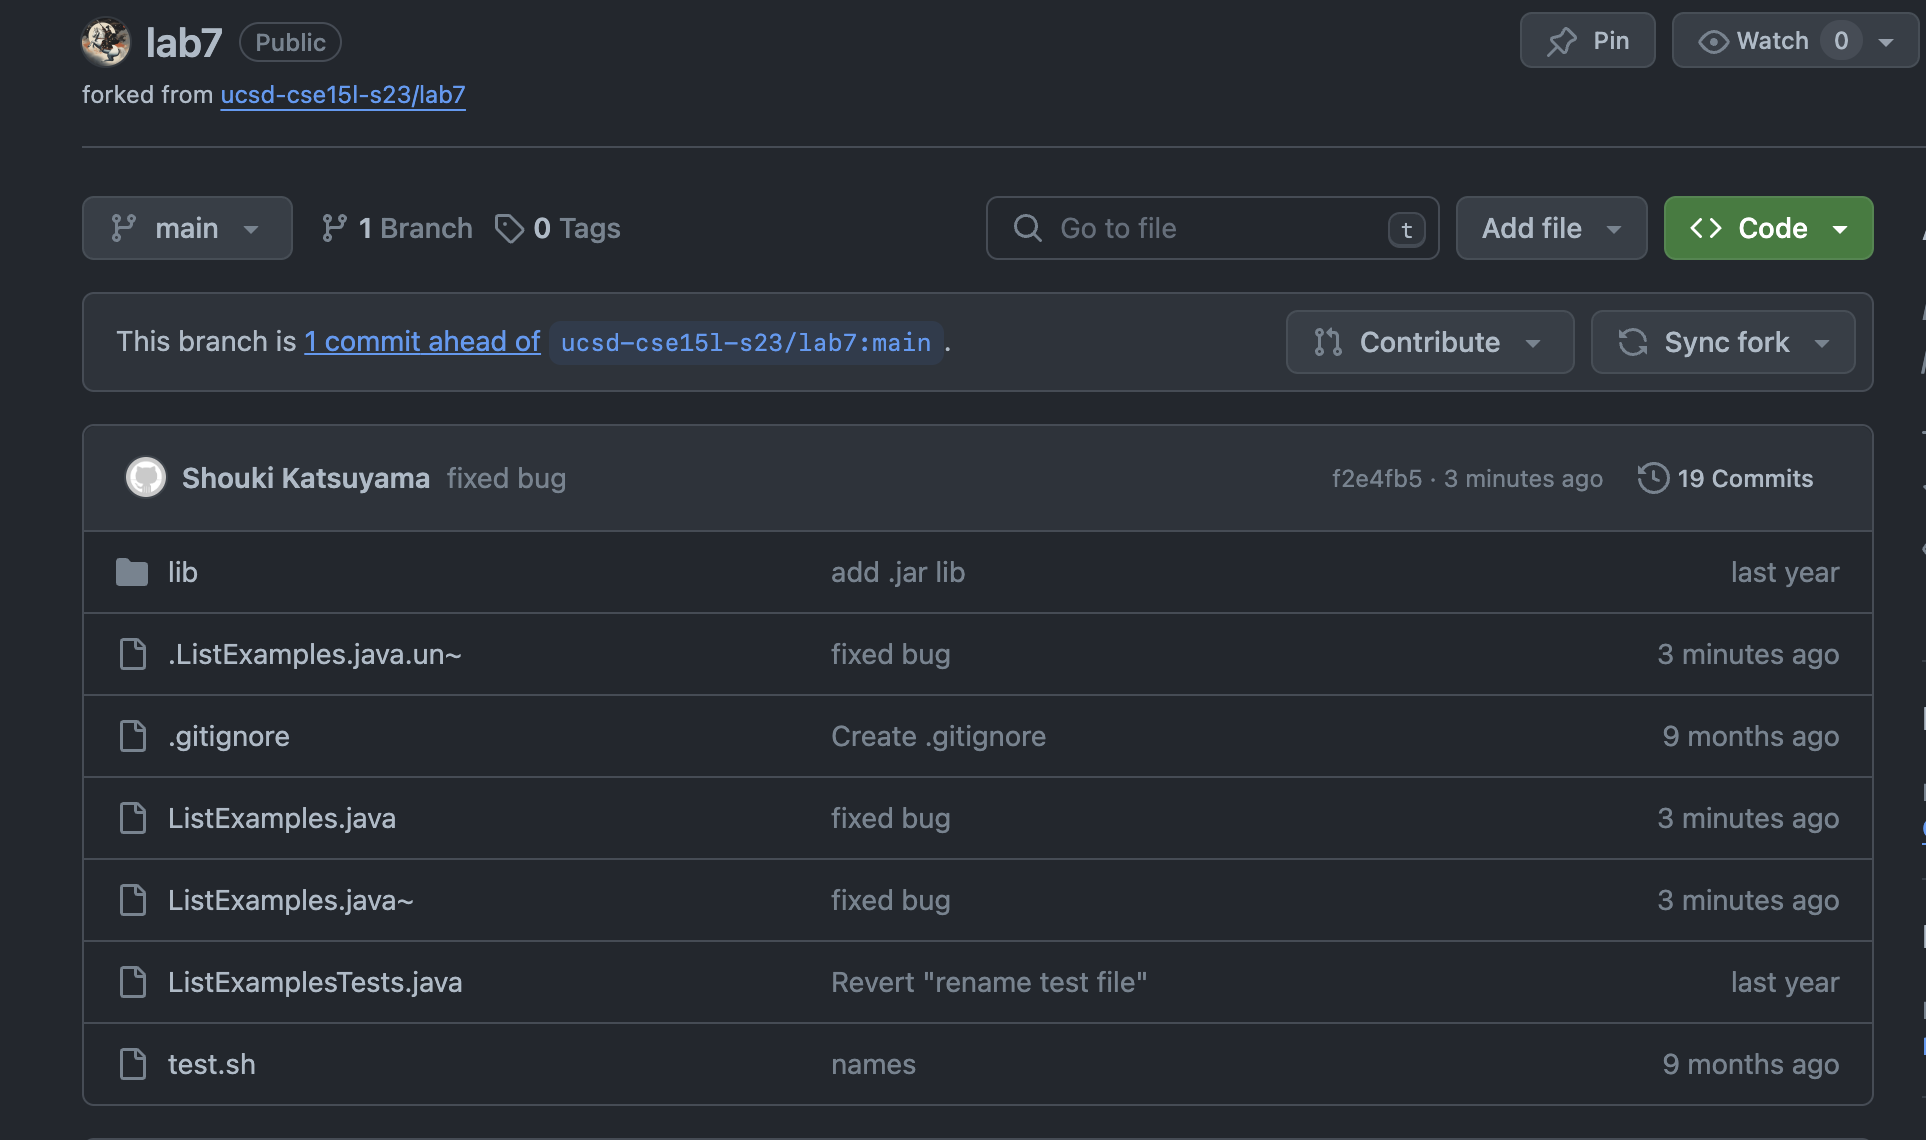 lab7 Public Pin Watch 0
forked from ucsd-cse15l-s23/lab7
main 1 Branch 0 Tags Go to file t Add file Code
This branch is 1 commit ahead of ucsd-cse15l-s23/lab7:main . Contribute Sync fork
Shouki Katsuyama fixed bug f2e4fb5 · 3 minutes ago 19 Commits
lib add .jar lib last year
.ListExamples.java.un~ fixed bug 3 minutes ago
.gitignore Create .gitignore 9 months ago
ListExamples.java fixed bug 3 minutes ago
ListExamples.java~ fixed bug 3 minutes ago
ListExamplesTests.java Revert "rename test file" last year
test.sh names 9 months ago